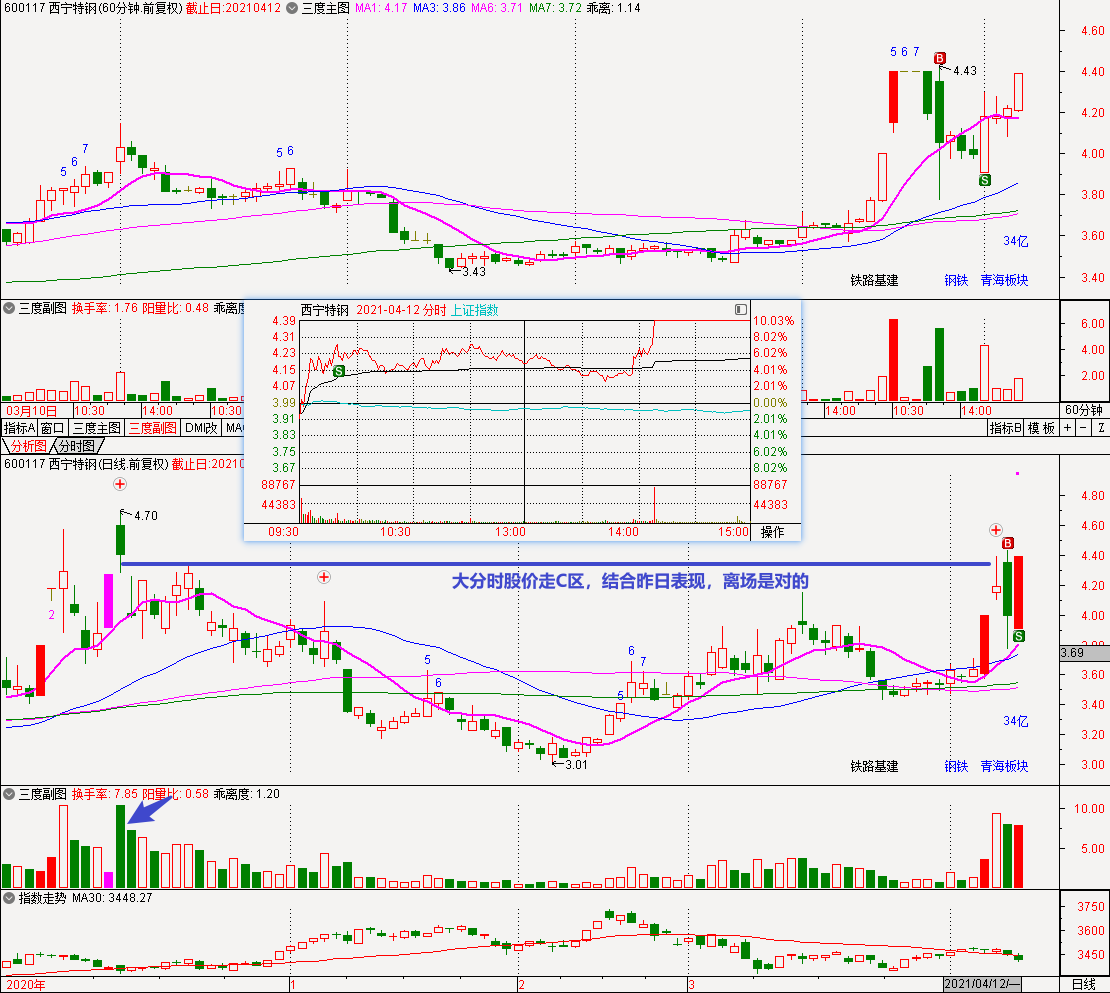 600117 西宁特钢(60分钟.前复权) 截止日:20210412 三度主图 MA1: 4.17 MA3: 3.86 MA6: 3.71 MA7: 3.72 乖离: 1.14
4.60
5 6 7
B
4.43
4.40
4.20
5 6 7
5 6
4.00
S
3.80
3.60
34亿
3.43
铁路基建 钢铁 青海板块
3.40
三度副图 换手率: 1.76 阳量比: 0.48 乖离度
6.00
4.00
2.00
03月10日 10:30 14:00 10:30
14:00 10:30 14:00 60分钟
指标A 窗口 三度主图 三度副图 DMI改 MA
指标B 模板 + − Z
分析图 分时图
西宁特钢 2021-04-12 分时 上证指数
4.39 10.03%
4.31 8.02%
4.23 6.02%
4.15 4.01%
4.07 2.01%
3.99 0.00%
3.91 2.01%
3.83 4.01%
3.75 6.02%
3.67 8.02%
88767 88767
44383 44383
S
09:30 10:30 13:00 14:00 15:00 操作
600117 西宁特钢(日线.前复权) 截止日:20210
4.80
4.70
4.60
B
4.40
大分时股价走C区，结合昨日表现，离场是对的
4.20
2
4.00
S
3.80
5 6
5 6 7
3.69
3.60
3.40
34亿
3.20
3.01
铁路基建 钢铁 青海板块
3.00
三度副图 换手率: 7.85 阳量比: 0.58 乖离度: 1.20
10.00
5.00
指数走势 MA30: 3448.27
3750
3600
3450
2020年 1 2 3 2021/04/12/一 日线